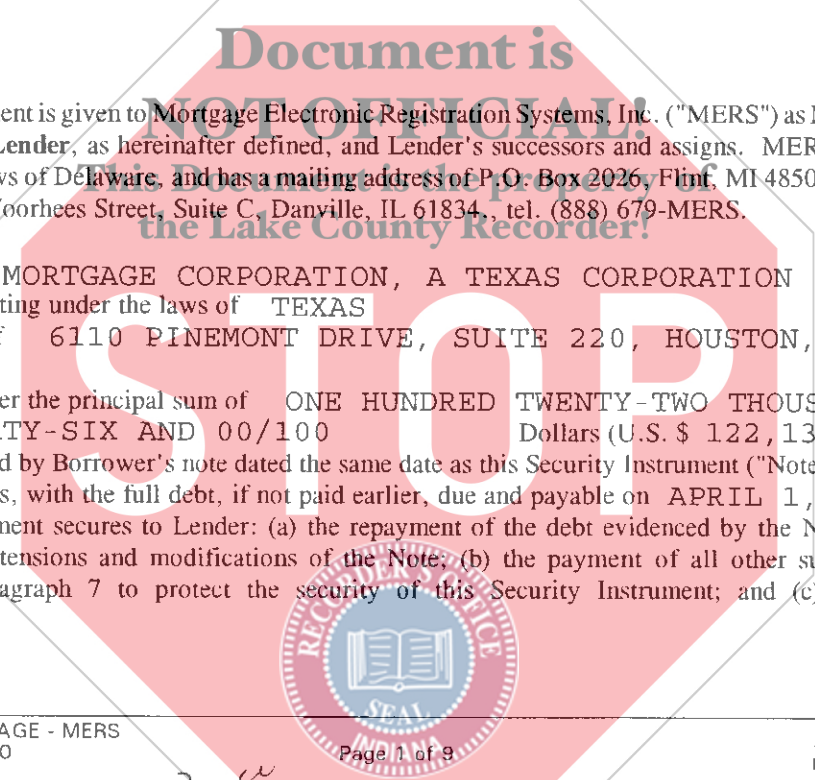 Document is
ent is given to Mortgage Electronic Registration Systems, Inc. ("MERS") as
NOT OFFICIAL!
Lender, as hereinafter defined, and Lender's successors and assigns. MER
ws of Delaware, and has a mailing address of P.O. Box 2026, Flint, MI 4850
This Document is the property of
Voorhees Street, Suite C, Danville, IL 61834., tel. (888) 679-MERS.
the Lake County Recorder!
MORTGAGE CORPORATION, A TEXAS CORPORATION
ting under the laws of TEXAS
6110 PINEMONT DRIVE, SUITE 220, HOUSTON,
STOP
er the principal sum of ONE HUNDRED TWENTY-TWO THOUS
TY-SIX AND 00/100 Dollars (U.S. $ 122,13
d by Borrower's note dated the same date as this Security Instrument ("Note
s, with the full debt, if not paid earlier, due and payable on APRIL 1,
ment secures to Lender: (a) the repayment of the debt evidenced by the N
tensions and modifications of the Note; (b) the payment of all other su
agraph 7 to protect the security of this Security Instrument; and (c)
RECORDER'S OFFICE
SEAL
INDIANA
AGE - MERS
Page 1 of 9